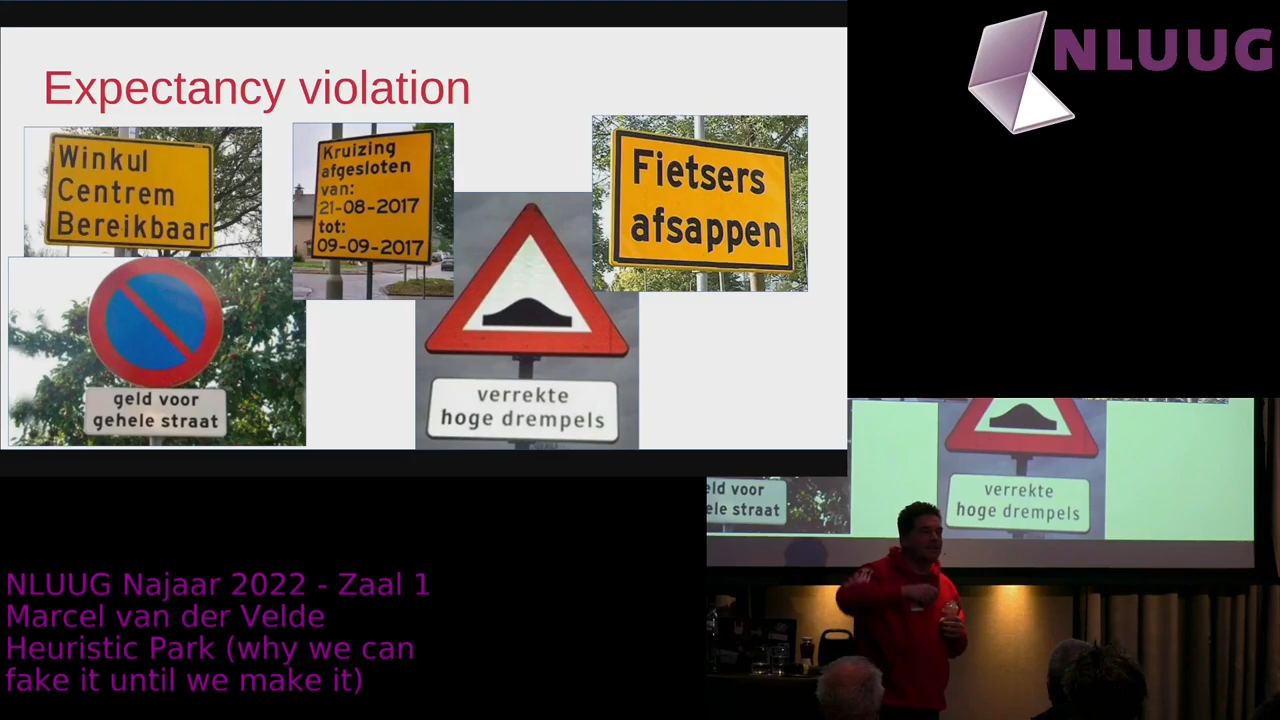 NLUUG
Expectancy violation
Winkul
Centrem
Bereikbaar
Kruizing
afgesloten
van:
21-08-2017
tot:
09-09-2017
Fietsers
afsappen
geld voor
gehele straat
verrekte
hoge drempels
eld voor
ele straat
verrekte
hoge drempels
NLUUG Najaar 2022 - Zaal 1
Marcel van der Velde
Heuristic Park (why we can
fake it until we make it)